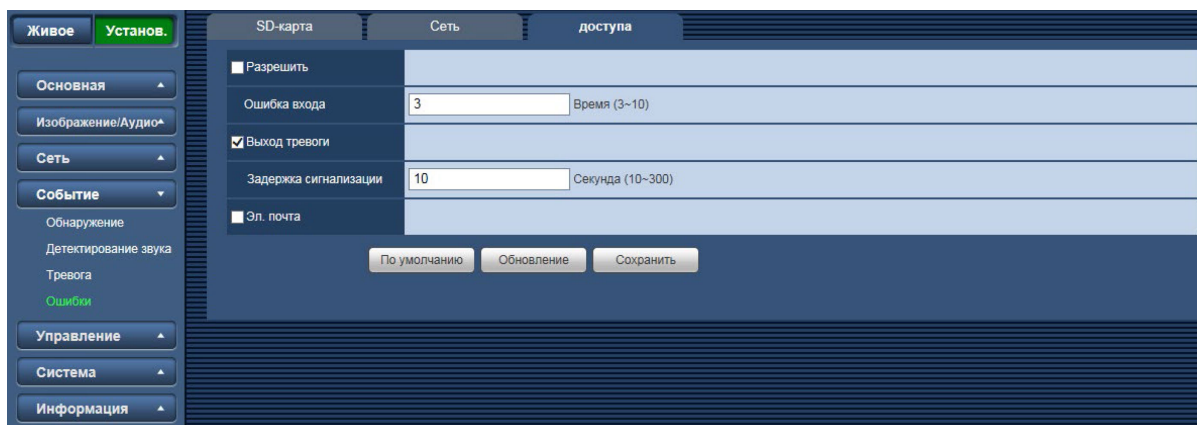 Живое Установ.
SD-карта Сеть доступа
Основная
Изображение/Аудио
Сеть
Событие
Обнаружение
Детектирование звука
Тревога
Ошибки
Управление
Система
Информация
Разрешить
Ошибка входа 3 Время (3~10)
Выход тревоги
Задержка сигнализации 10 Секунда (10~300)
Эл. почта
По умолчанию Обновление Сохранить